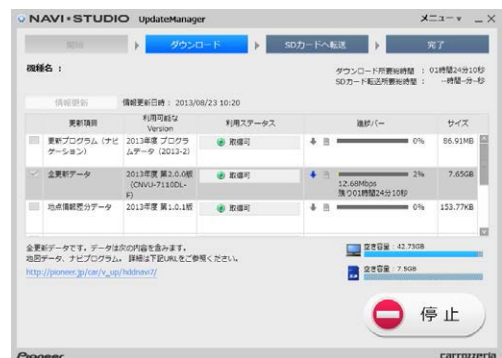 NAVI•STUDIO UpdateManager
メニュー
開始
ダウンロード
SDカードへ転送
完了
機種名 :
ダウンロード所要総時間 : 01時間24分10秒
SDカード転送所要総時間 : --時間-分-秒
情報更新
情報更新日時 : 2013/08/23 10:20
更新項目
利用可能な
Version
利用ステータス
進捗バー
サイズ
更新プログラム (ナビ
ゲーション)
2013年度 プログラ
ムデータ (2013-2)
取得可
0%
86.91MB
全更新データ
2013年度 第2.0.0版
(CNVU-7110DL-
F)
取得可
2%
12.68Mbps
残り01時間24分10秒
7.65GB
地点情報差分データ
2013年度 第1.0.1版
取得可
0%
153.77KB
全更新データです。データは次の内容を含みます。
地図データ、ナビプログラム。 詳細は下記URLをご参照ください。
http://pioneer.jp/car/v_up/hddnavi7/
空き容量 : 42.73GB
空き容量 : 7.5GB
停止
Pioneer
carrozzeria